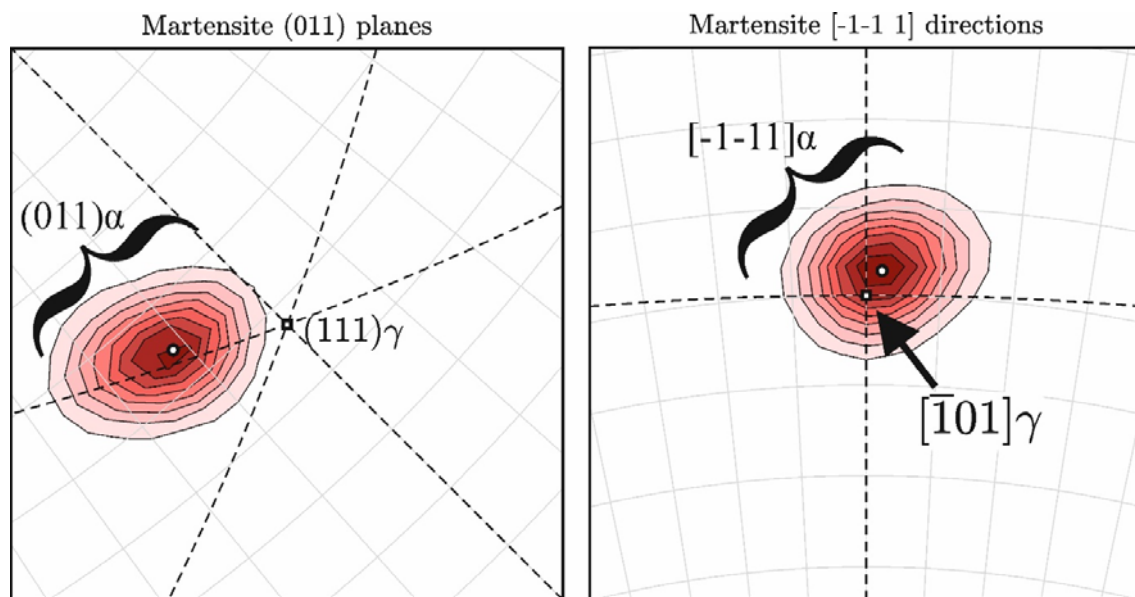 Martensite (011) planes
(011)α
(111)γ
Martensite [-1-1 1] directions
[-1-11]α
[1̅01]γ